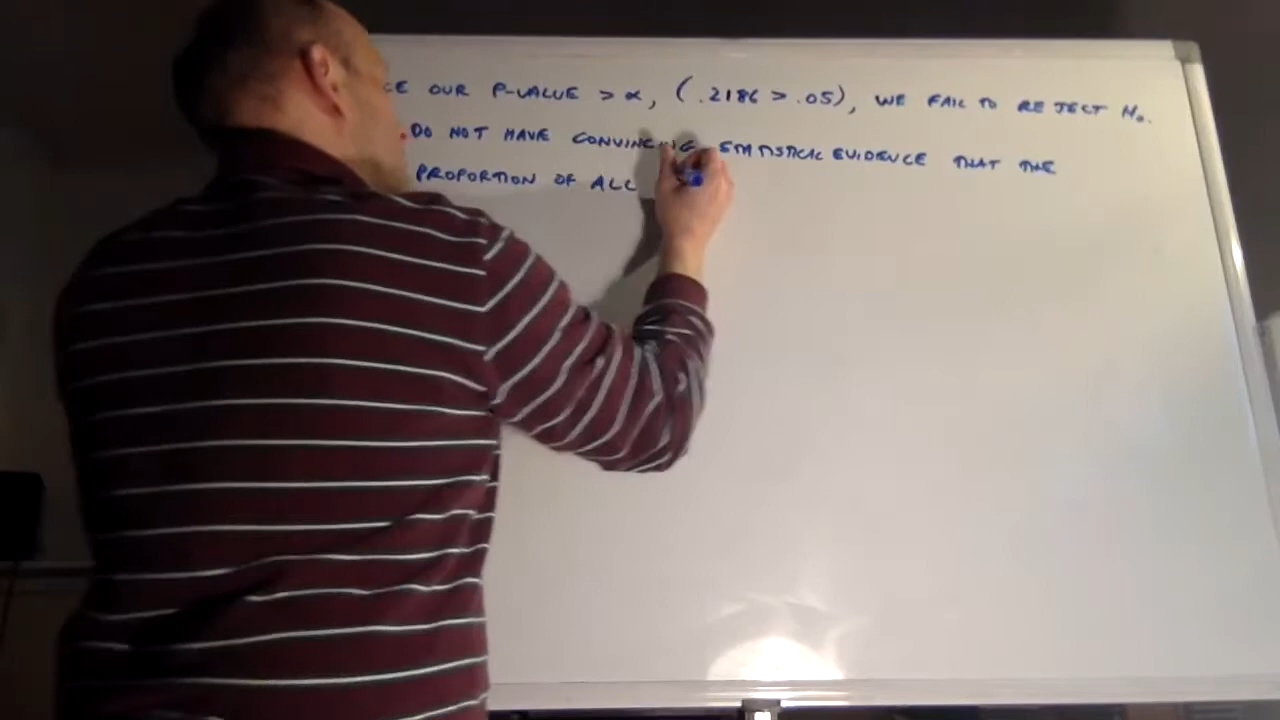 CE OUR P-VALUE > α, (.2186 > .05), WE FAIL TO REJECT H₀.
DO NOT HAVE CONVINCING STATISTICAL EVIDENCE THAT THE
PROPORTION OF ALL